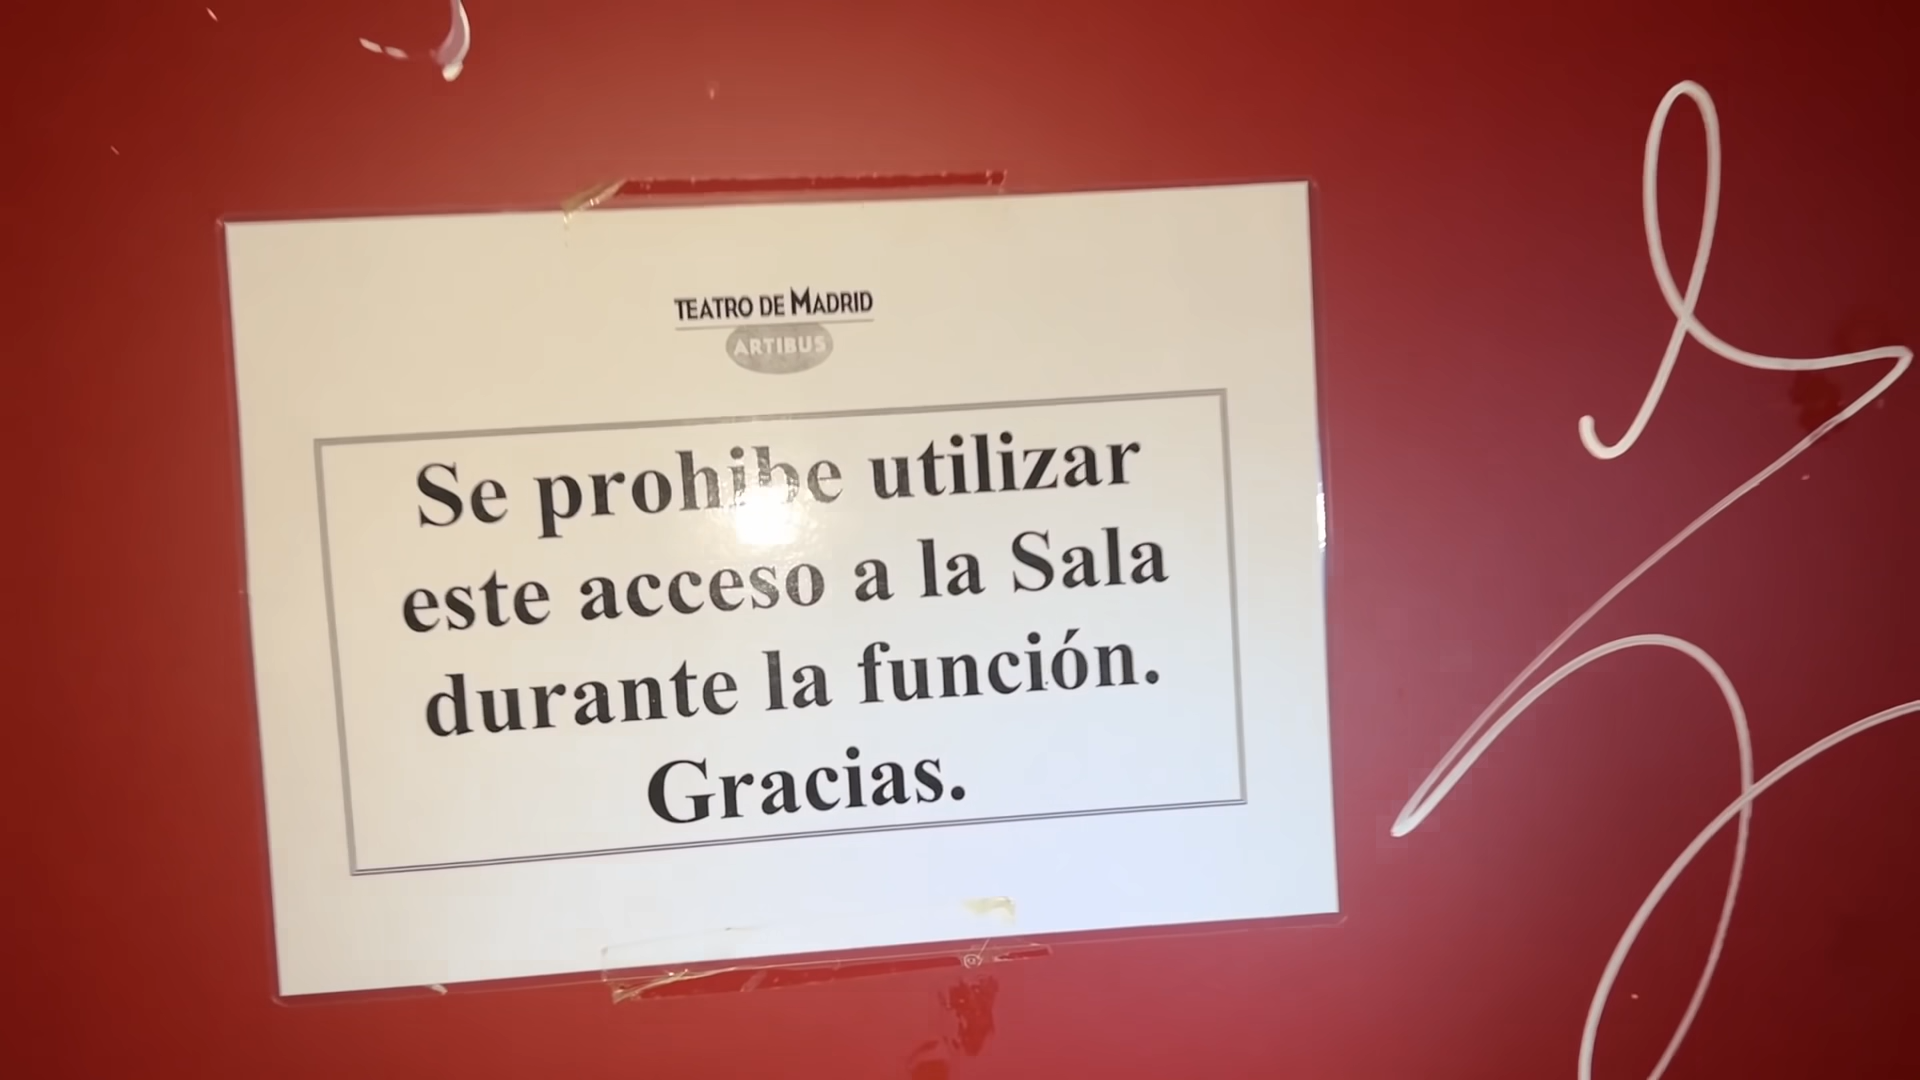 TEATRO DE MADRID
ARTIBUS
Se prohibe utilizar
este acceso a la Sala
durante la función.
Gracias.